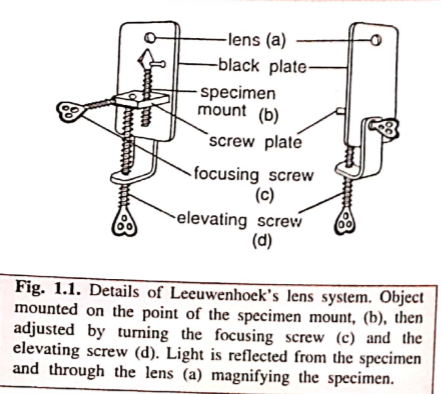 lens (a)
black plate
specimen
mount (b)
screw plate
focusing screw
(c)
elevating screw
(d)
Fig. 1.1. Details of Leeuwenhoek's lens system. Object
mounted on the point of the specimen mount, (b), then
adjusted by turning the focusing screw (c) and the
elevating screw (d). Light is reflected from the specimen
and through the lens (a) magnifying the specimen.